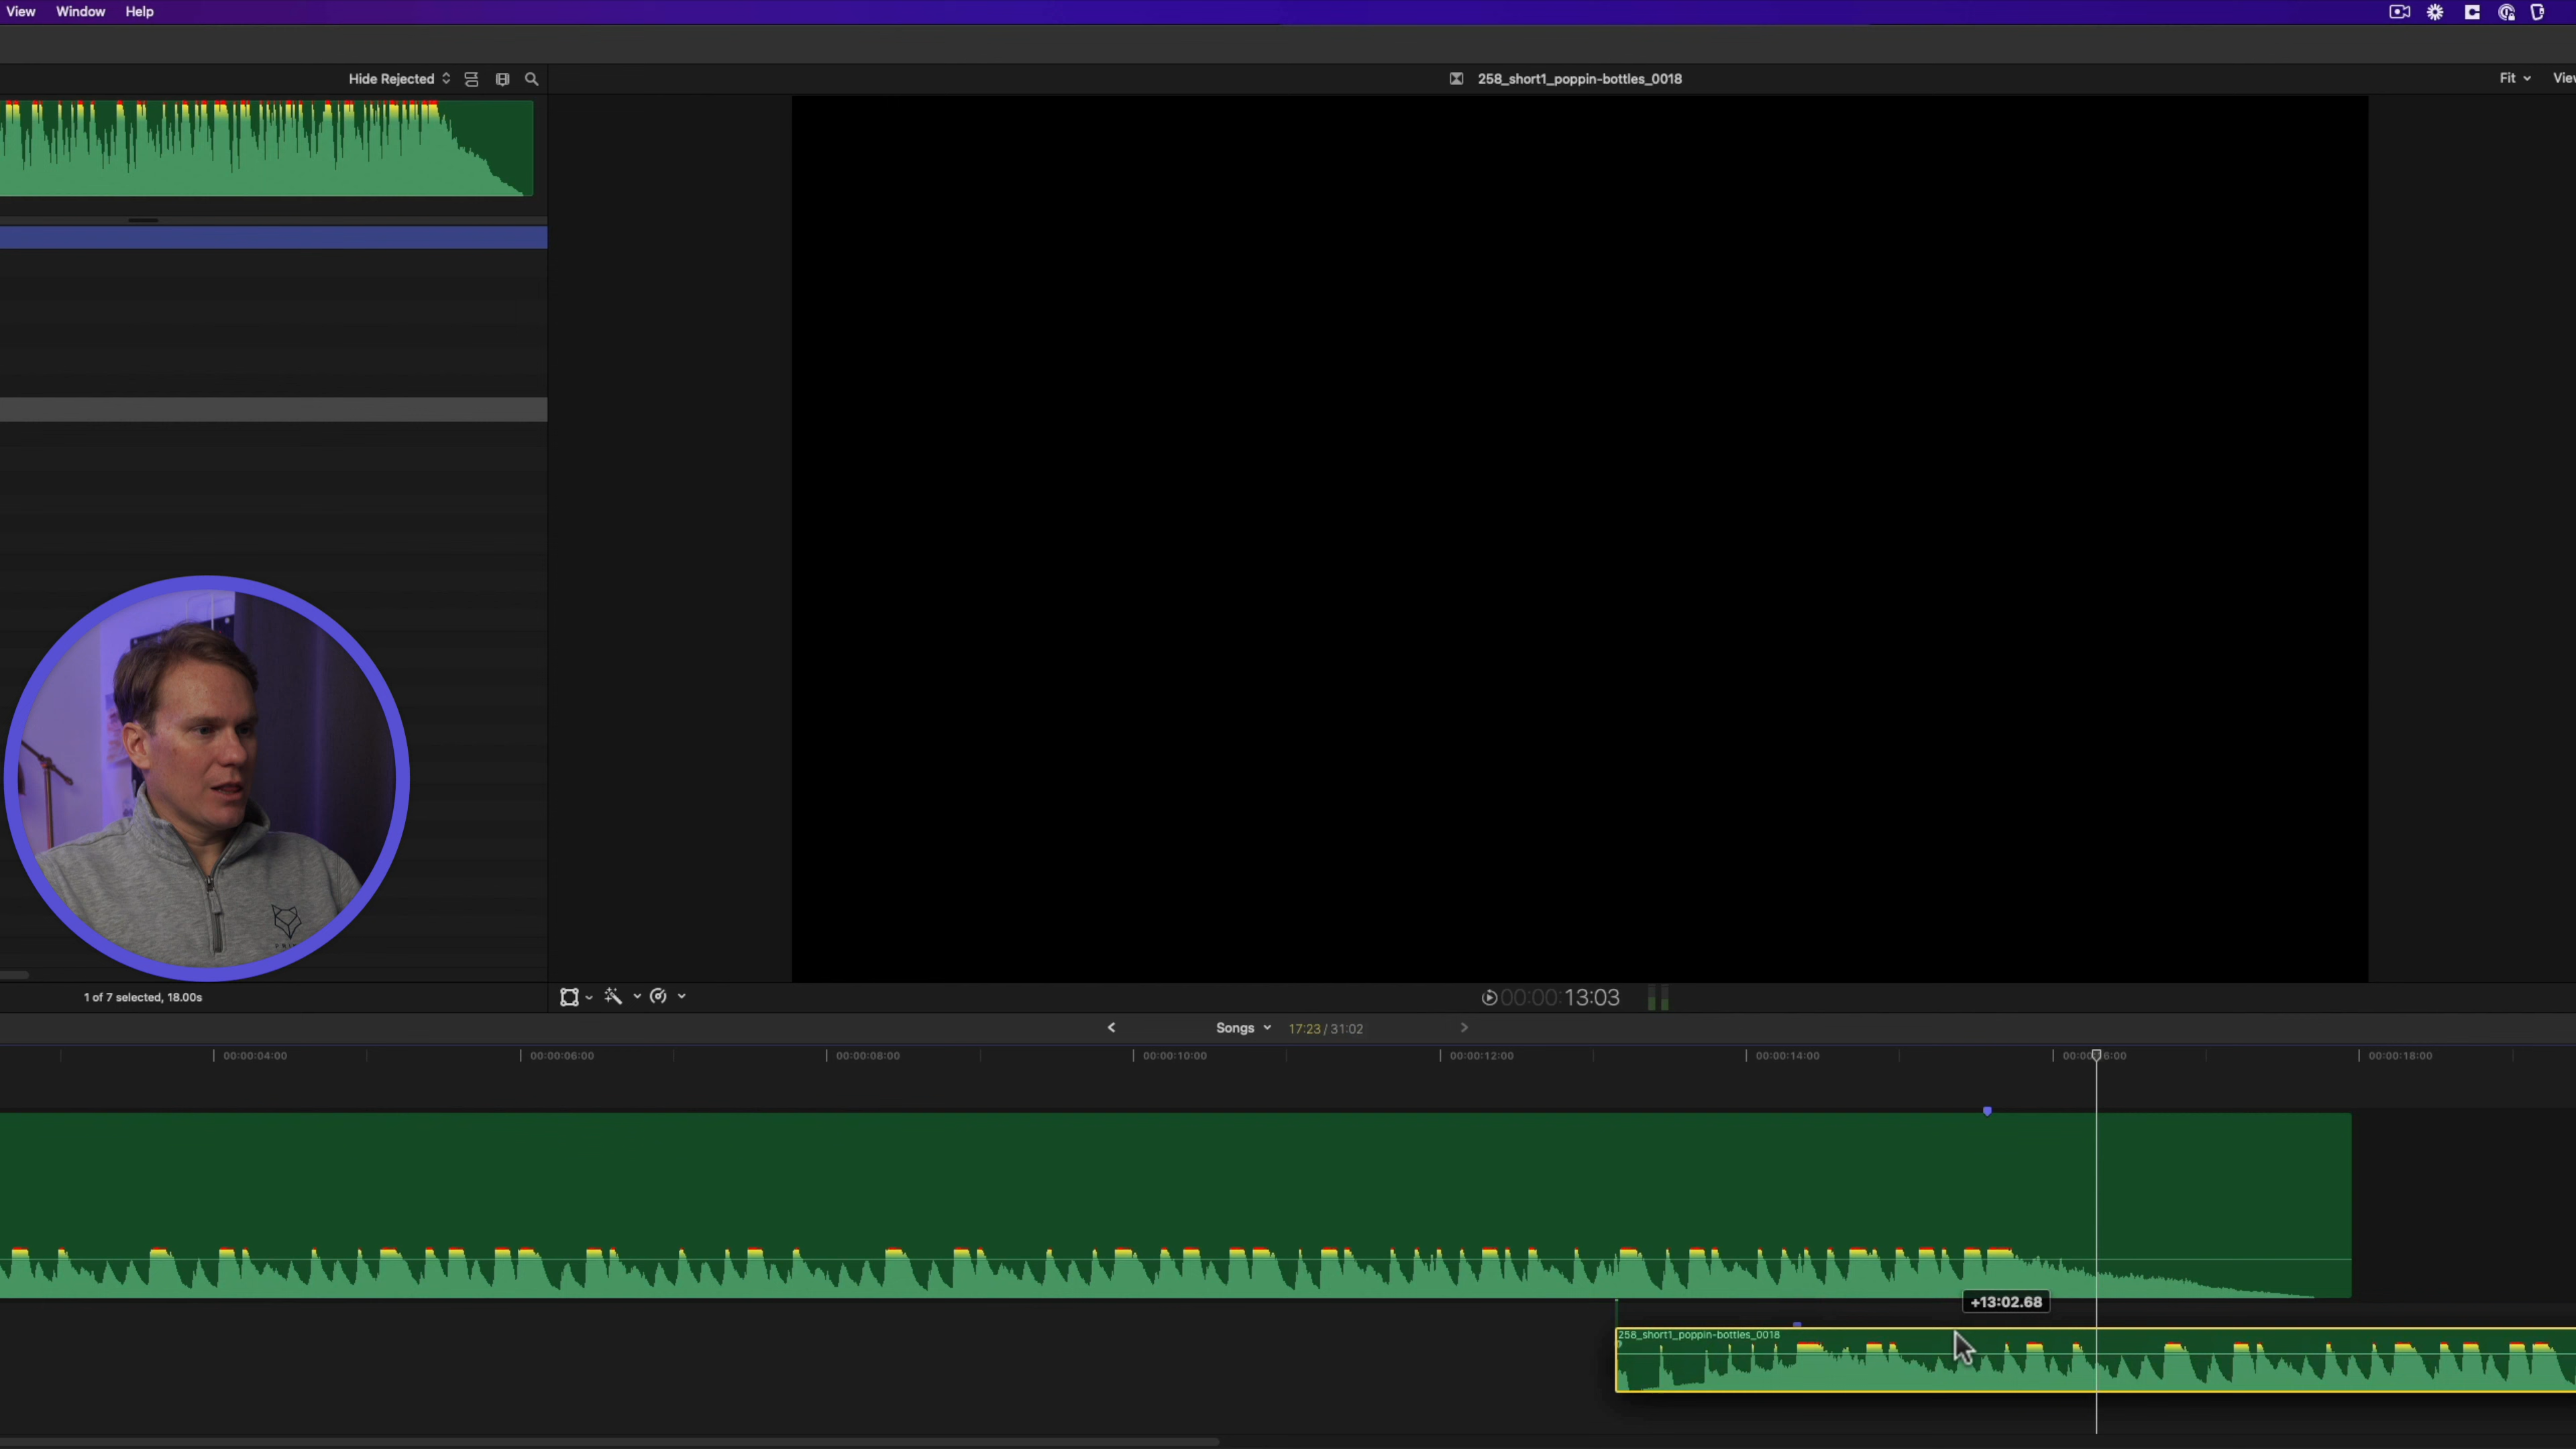 View Window Help
Hide Rejected
258_short1_poppin-bottles_0018
Fit
1 of 7 selected, 18.00s
00:00:13:03
Songs 17:23 / 31:02
00:00:04:00 00:00:06:00 00:00:08:00 00:00:10:00 00:00:12:00 00:00:14:00 00:00:18:00
+13:02.68
258_short1_poppin-bottles_0018